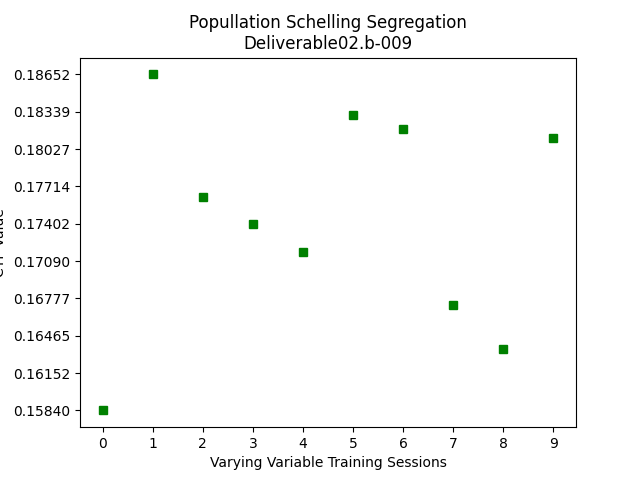 Popullation Schelling Segregation
Deliverable02.b-009
0.18652
0.18339
0.18027
0.17714
0.17402
0.17090
0.16777
0.16465
0.16152
0.15840
0 1 2 3 4 5 6 7 8 9
Varying Variable Training Sessions